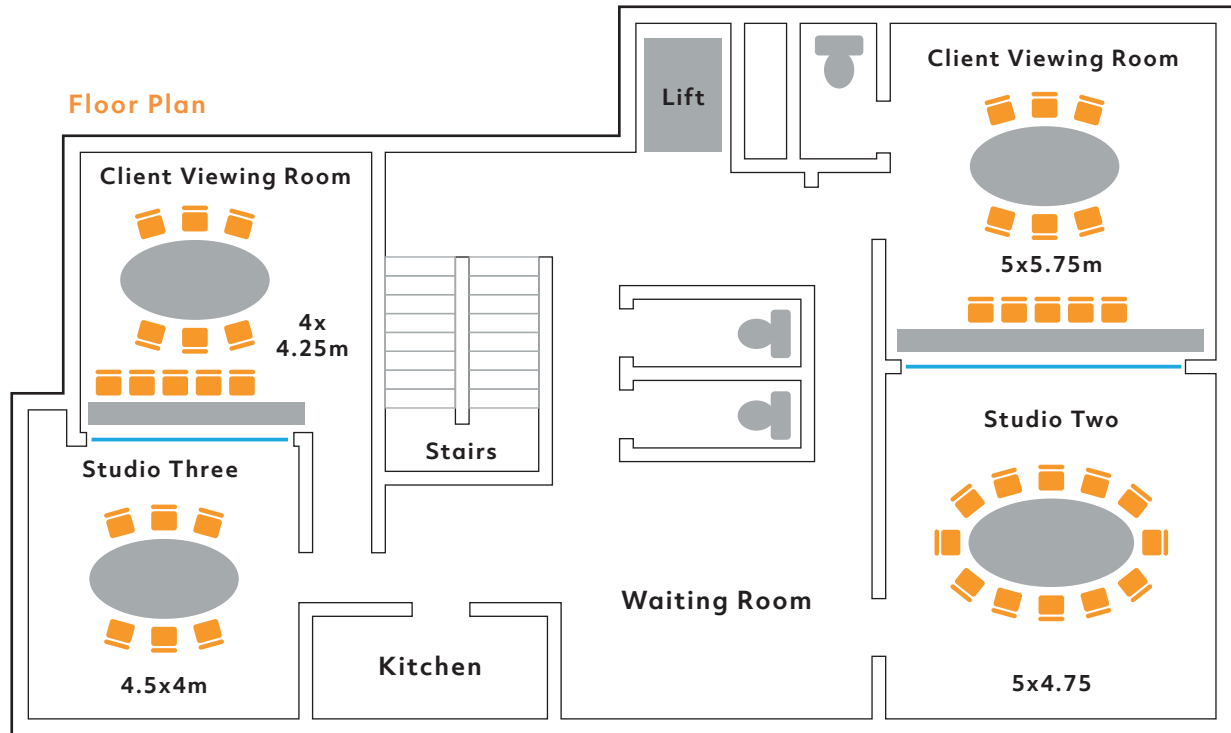 Floor Plan
Client Viewing Room
4x
4.25m
Studio Three
4.5x4m
Stairs
Kitchen
Lift
Waiting Room
Client Viewing Room
5x5.75m
Studio Two
5x4.75